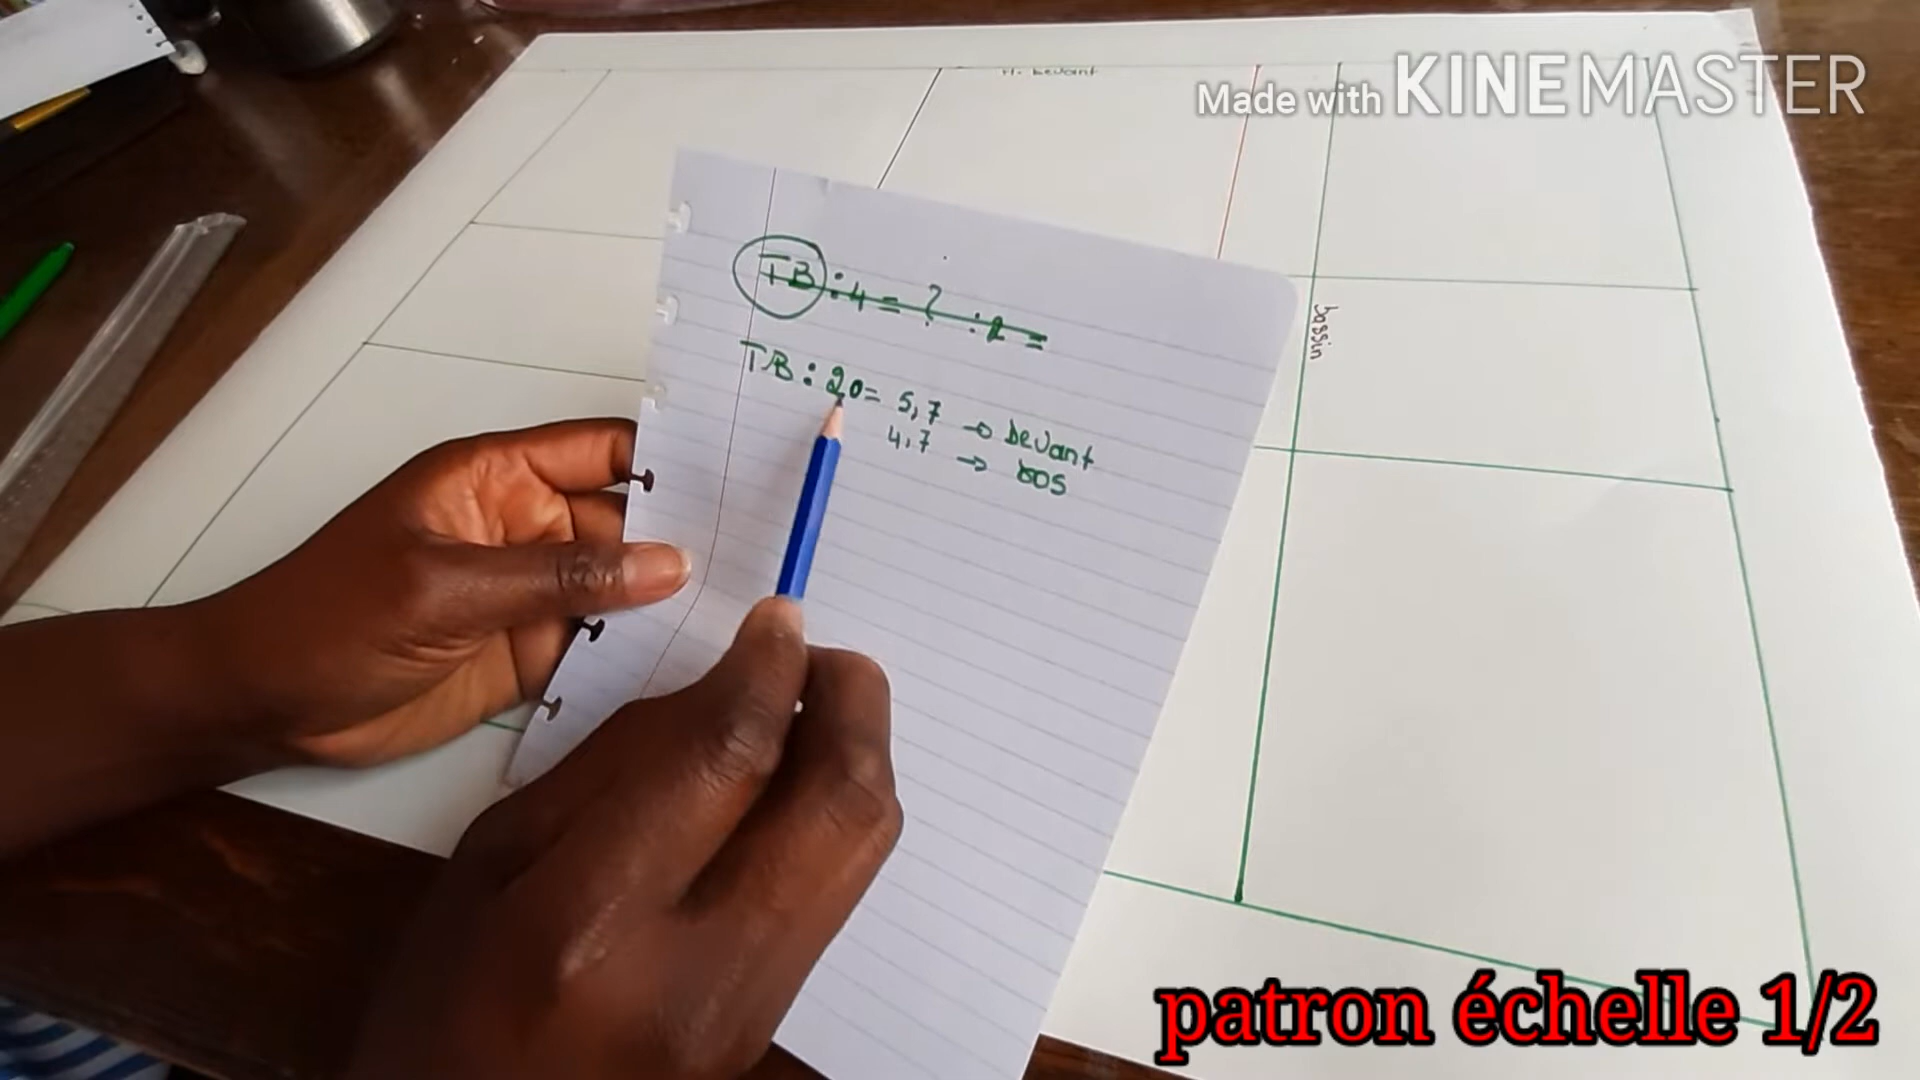 Made with KINEMASTER
devant
TB : 4 = ? : 2 =
TB : 20 = 5,7 → Devant
4,7 → DOS
bassin
patron échelle 1/2